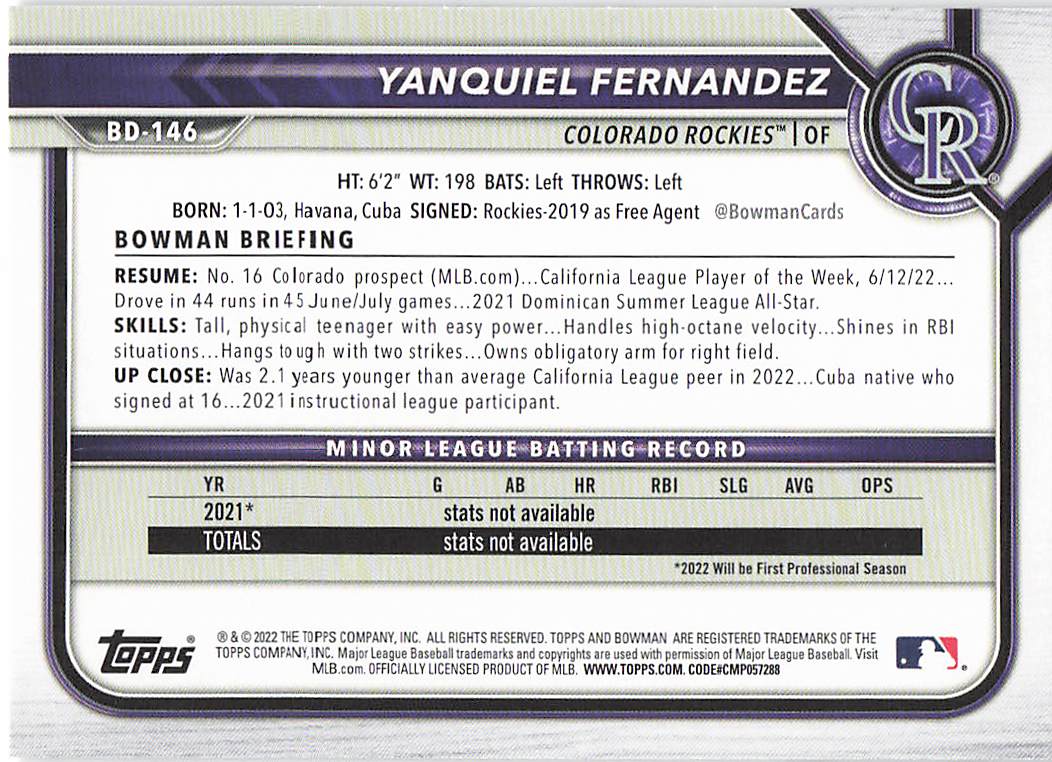 YANQUIEL FERNANDEZ
BD-146
COLORADO ROCKIES™ | OF
CR®
HT: 6'2" WT: 198 BATS: Left THROWS: Left
BORN: 1-1-03, Havana, Cuba SIGNED: Rockies-2019 as Free Agent @BowmanCards
BOWMAN BRIEFING
RESUME: No. 16 Colorado prospect (MLB.com)...California League Player of the Week, 6/12/22...
Drove in 44 runs in 45 June/July games...2021 Dominican Summer League All-Star.
SKILLS: Tall, physical teenager with easy power...Handles high-octane velocity...Shines in RBI
situations...Hangs tough with two strikes...Owns obligatory arm for right field.
UP CLOSE: Was 2.1 years younger than average California League peer in 2022...Cuba native who
signed at 16...2021 instructional league participant.
MINOR LEAGUE BATTING RECORD
YR G AB HR RBI SLG AVG OPS
2021* stats not available
TOTALS stats not available
*2022 Will be First Professional Season
Topps®
® & © 2022 THE TOPPS COMPANY, INC. ALL RIGHTS RESERVED. TOPPS AND BOWMAN ARE REGISTERED TRADEMARKS OF THE
TOPPS COMPANY, INC. Major League Baseball trademarks and copyrights are used with permission of Major League Baseball. Visit
MLB.com. OFFICIALLY LICENSED PRODUCT OF MLB. WWW.TOPPS.COM. CODE#CMP057288
®